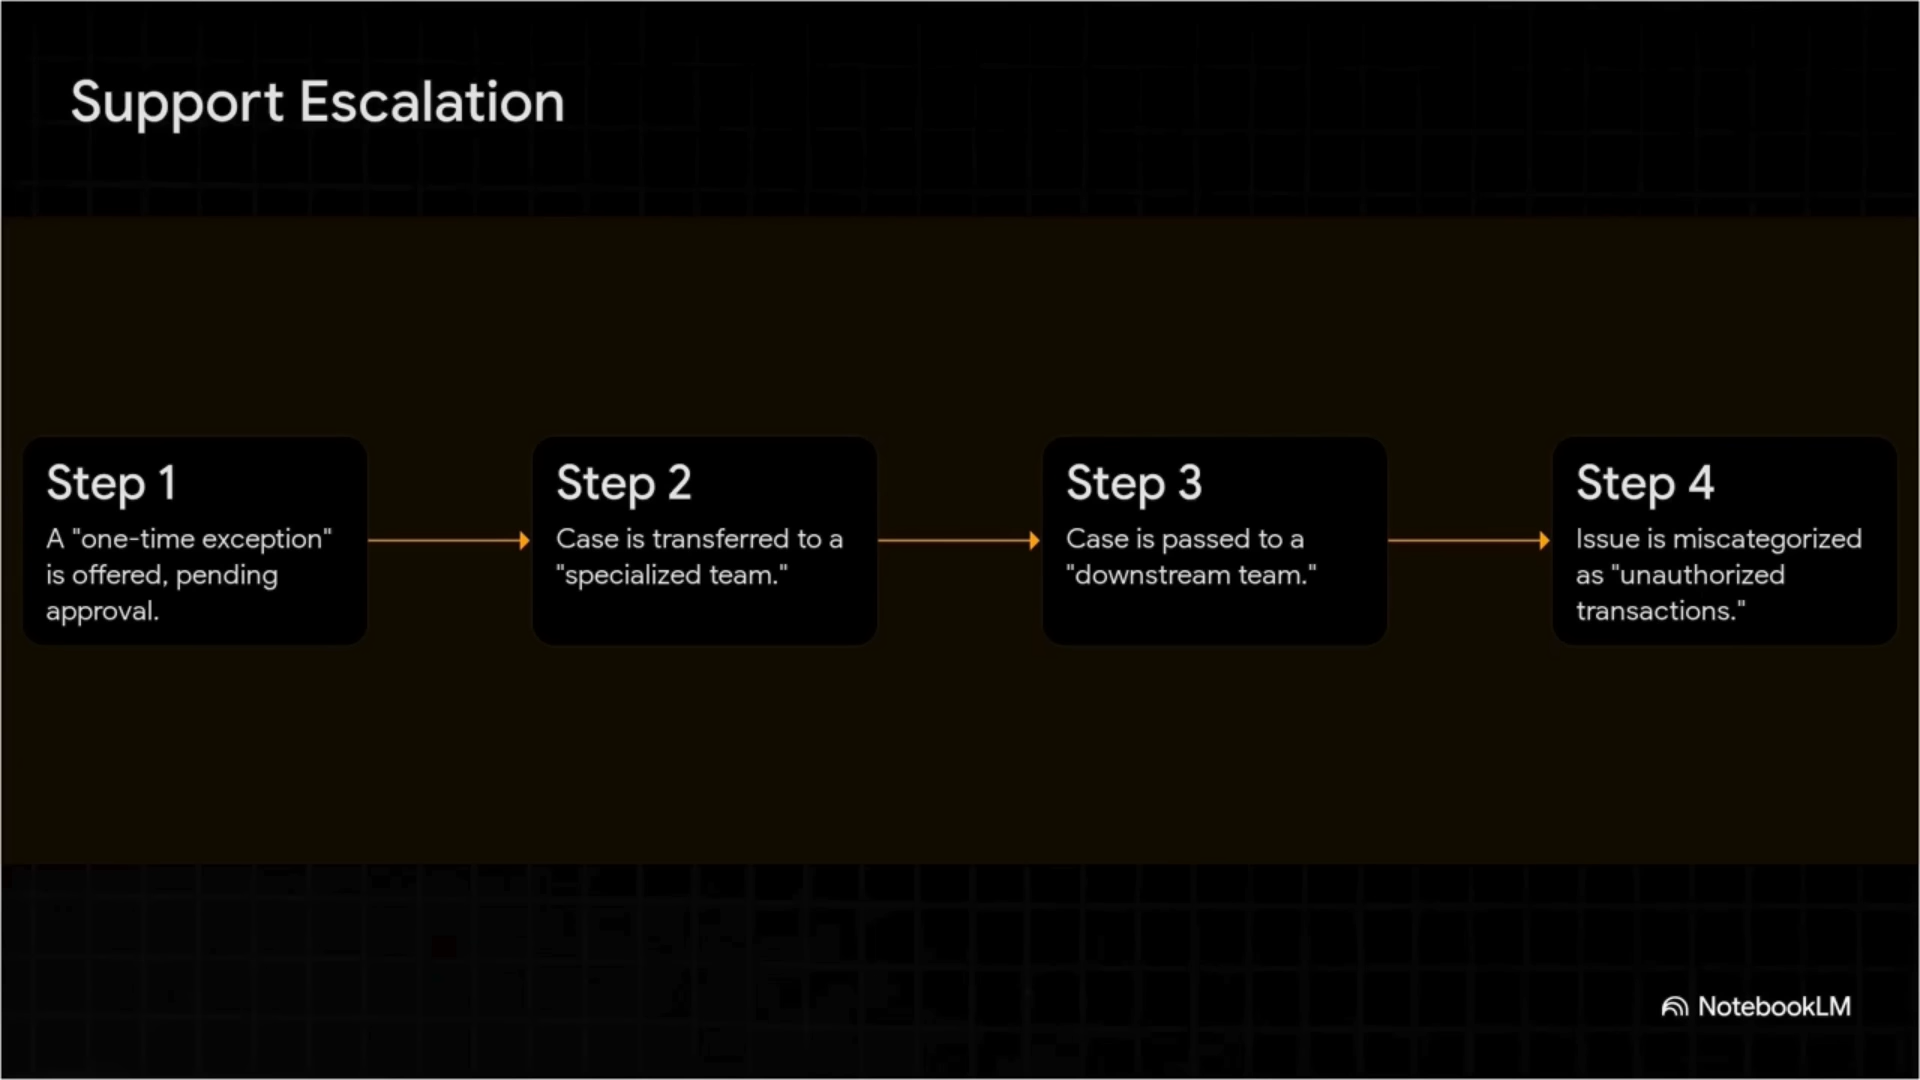 Support Escalation
Step 1
A "one-time exception"
is offered, pending
approval.
Step 2
Case is transferred to a
"specialized team."
Step 3
Case is passed to a
"downstream team."
Step 4
Issue is miscategorized
as "unauthorized
transactions."
NotebookLM